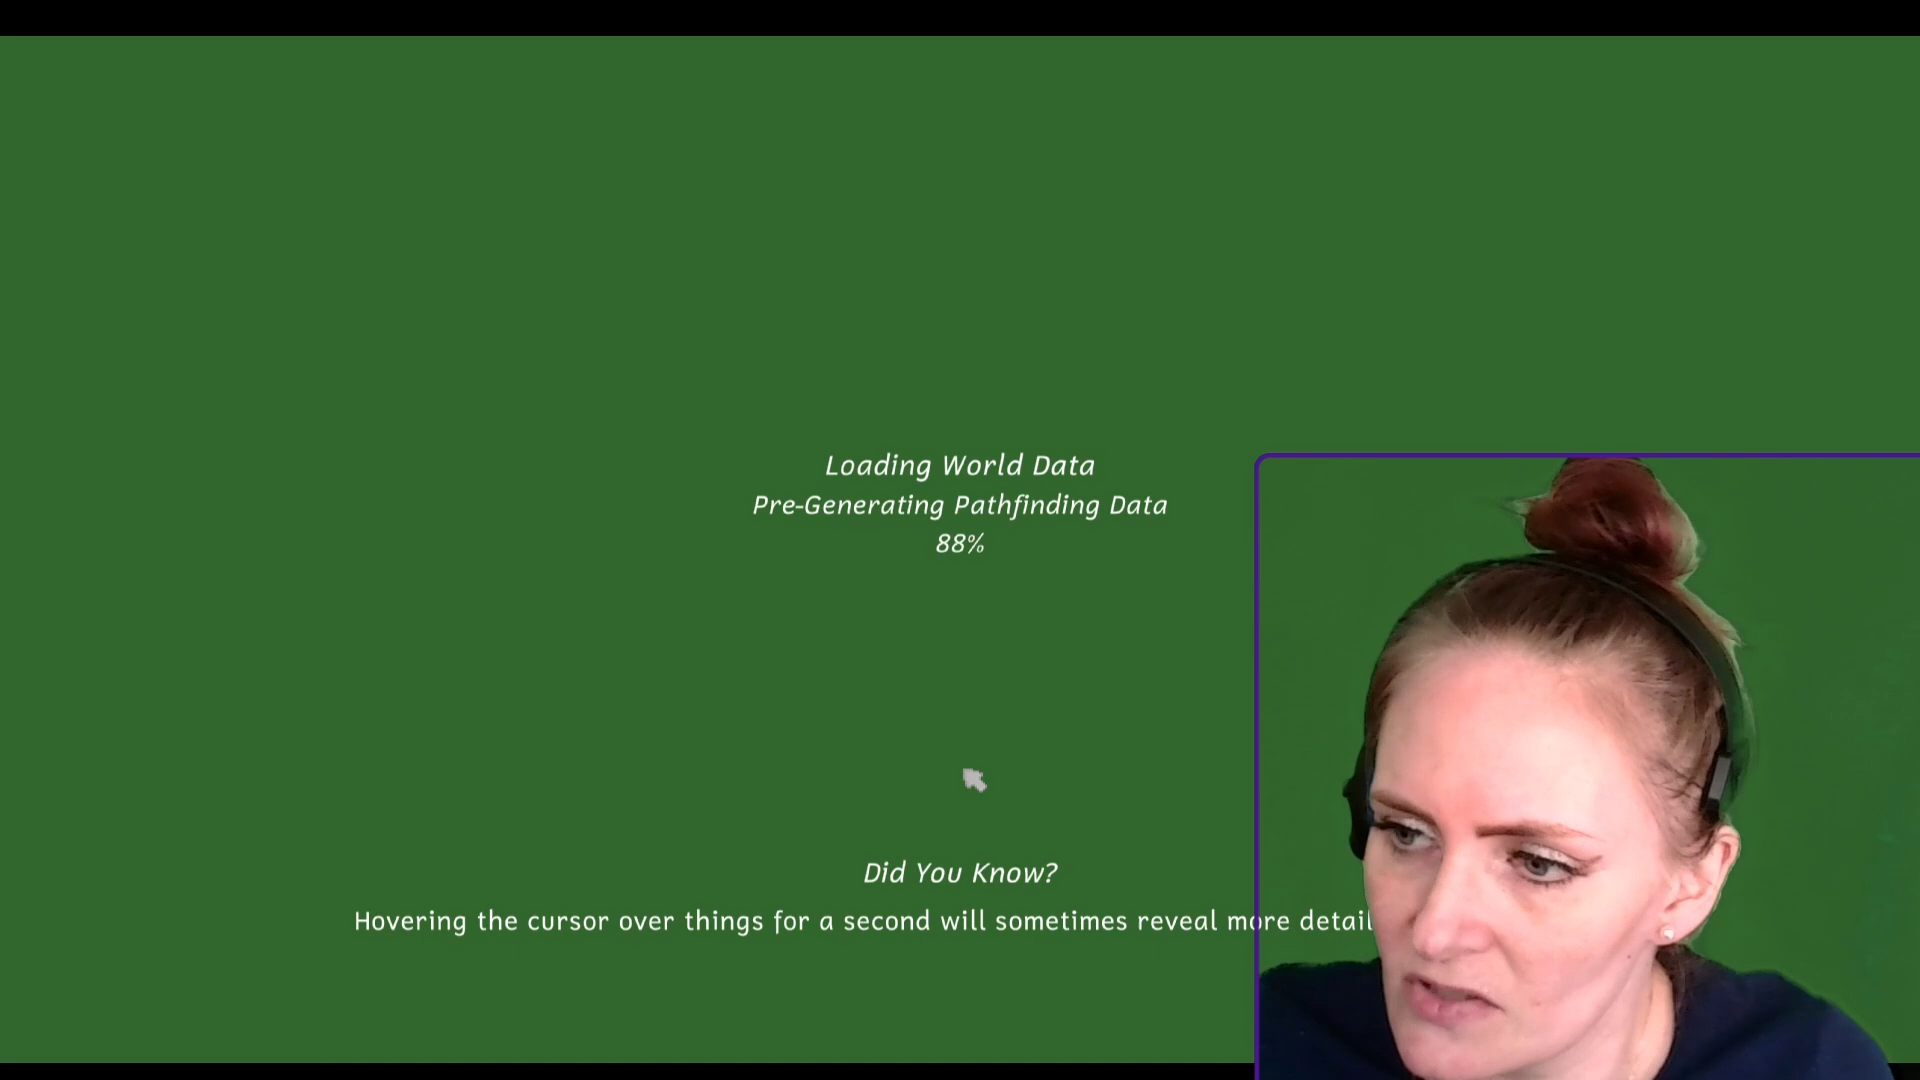 Loading World Data
Pre-Generating Pathfinding Data
88%
Did You Know?
Hovering the cursor over things for a second will sometimes reveal more detail